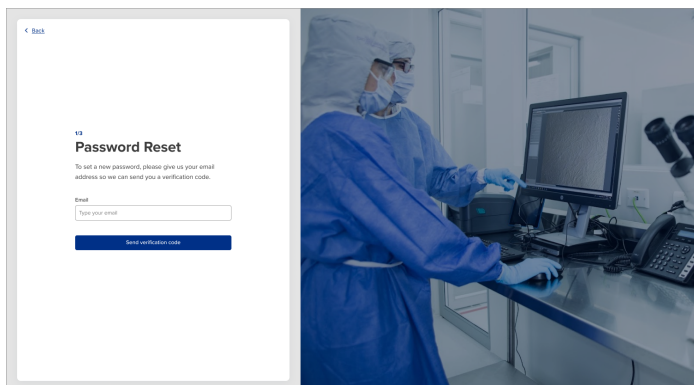 Back
1/3
Password Reset
To set a new password, please give us your email
address so we can send you a verification code.
Email
Type your email
Send verification code